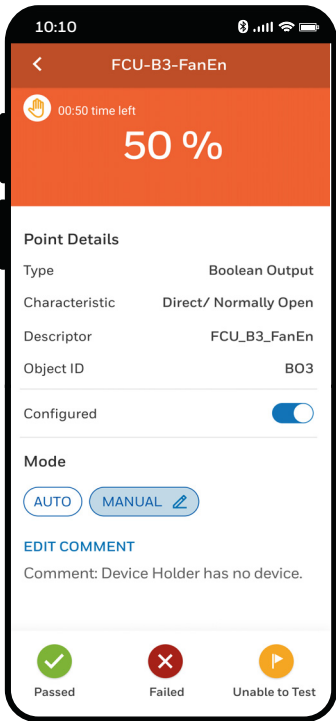 10:10
FCU-B3-FanEn
00:50 time left
50 %
Point Details
Type Boolean Output
Characteristic Direct/ Normally Open
Descriptor FCU_B3_FanEn
Object ID BO3
Configured
Mode
AUTO MANUAL
EDIT COMMENT
Comment: Device Holder has no device.
Passed Failed Unable to Test